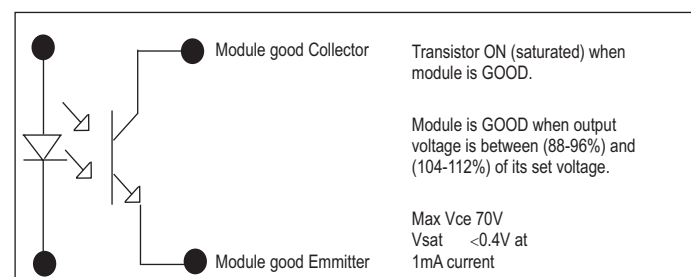 Module good Collector
Transistor ON (saturated) when
module is GOOD.
Module is GOOD when output
voltage is between (88-96%) and
(104-112%) of its set voltage.
Max Vce 70V
Vsat <0.4V at
1mA current
Module good Emmitter